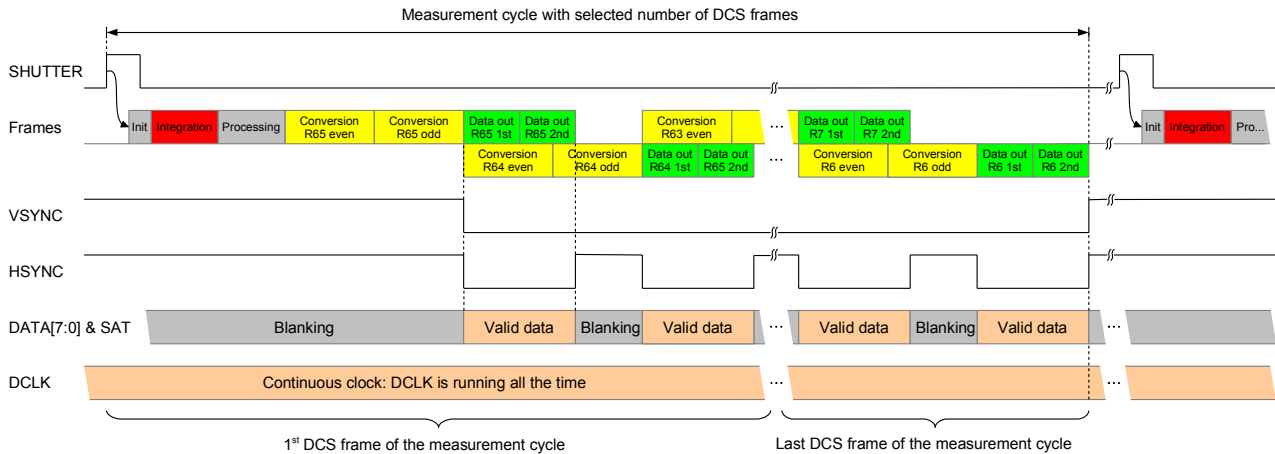 Measurement cycle with selected number of DCS frames
SHUTTER
Frames
Init Integration Processing
Conversion
R65 even
Conversion
R65 odd
Data out
R65 1st
Data out
R65 2nd
Conversion
R63 even
...
Data out
R7 1st
Data out
R7 2nd
Init Integration Pro...
Conversion
R64 even
Conversion
R64 odd
Data out
R64 1st
Data out
R65 2nd
...
Conversion
R6 even
Conversion
R6 odd
Data out
R6 1st
Data out
R6 2nd
VSYNC
HSYNC
DATA[7:0] & SAT Blanking Valid data Blanking Valid data ... Valid data Blanking Valid data ...
DCLK Continuous clock: DCLK is running all the time ... ...
1st DCS frame of the measurement cycle Last DCS frame of the measurement cycle